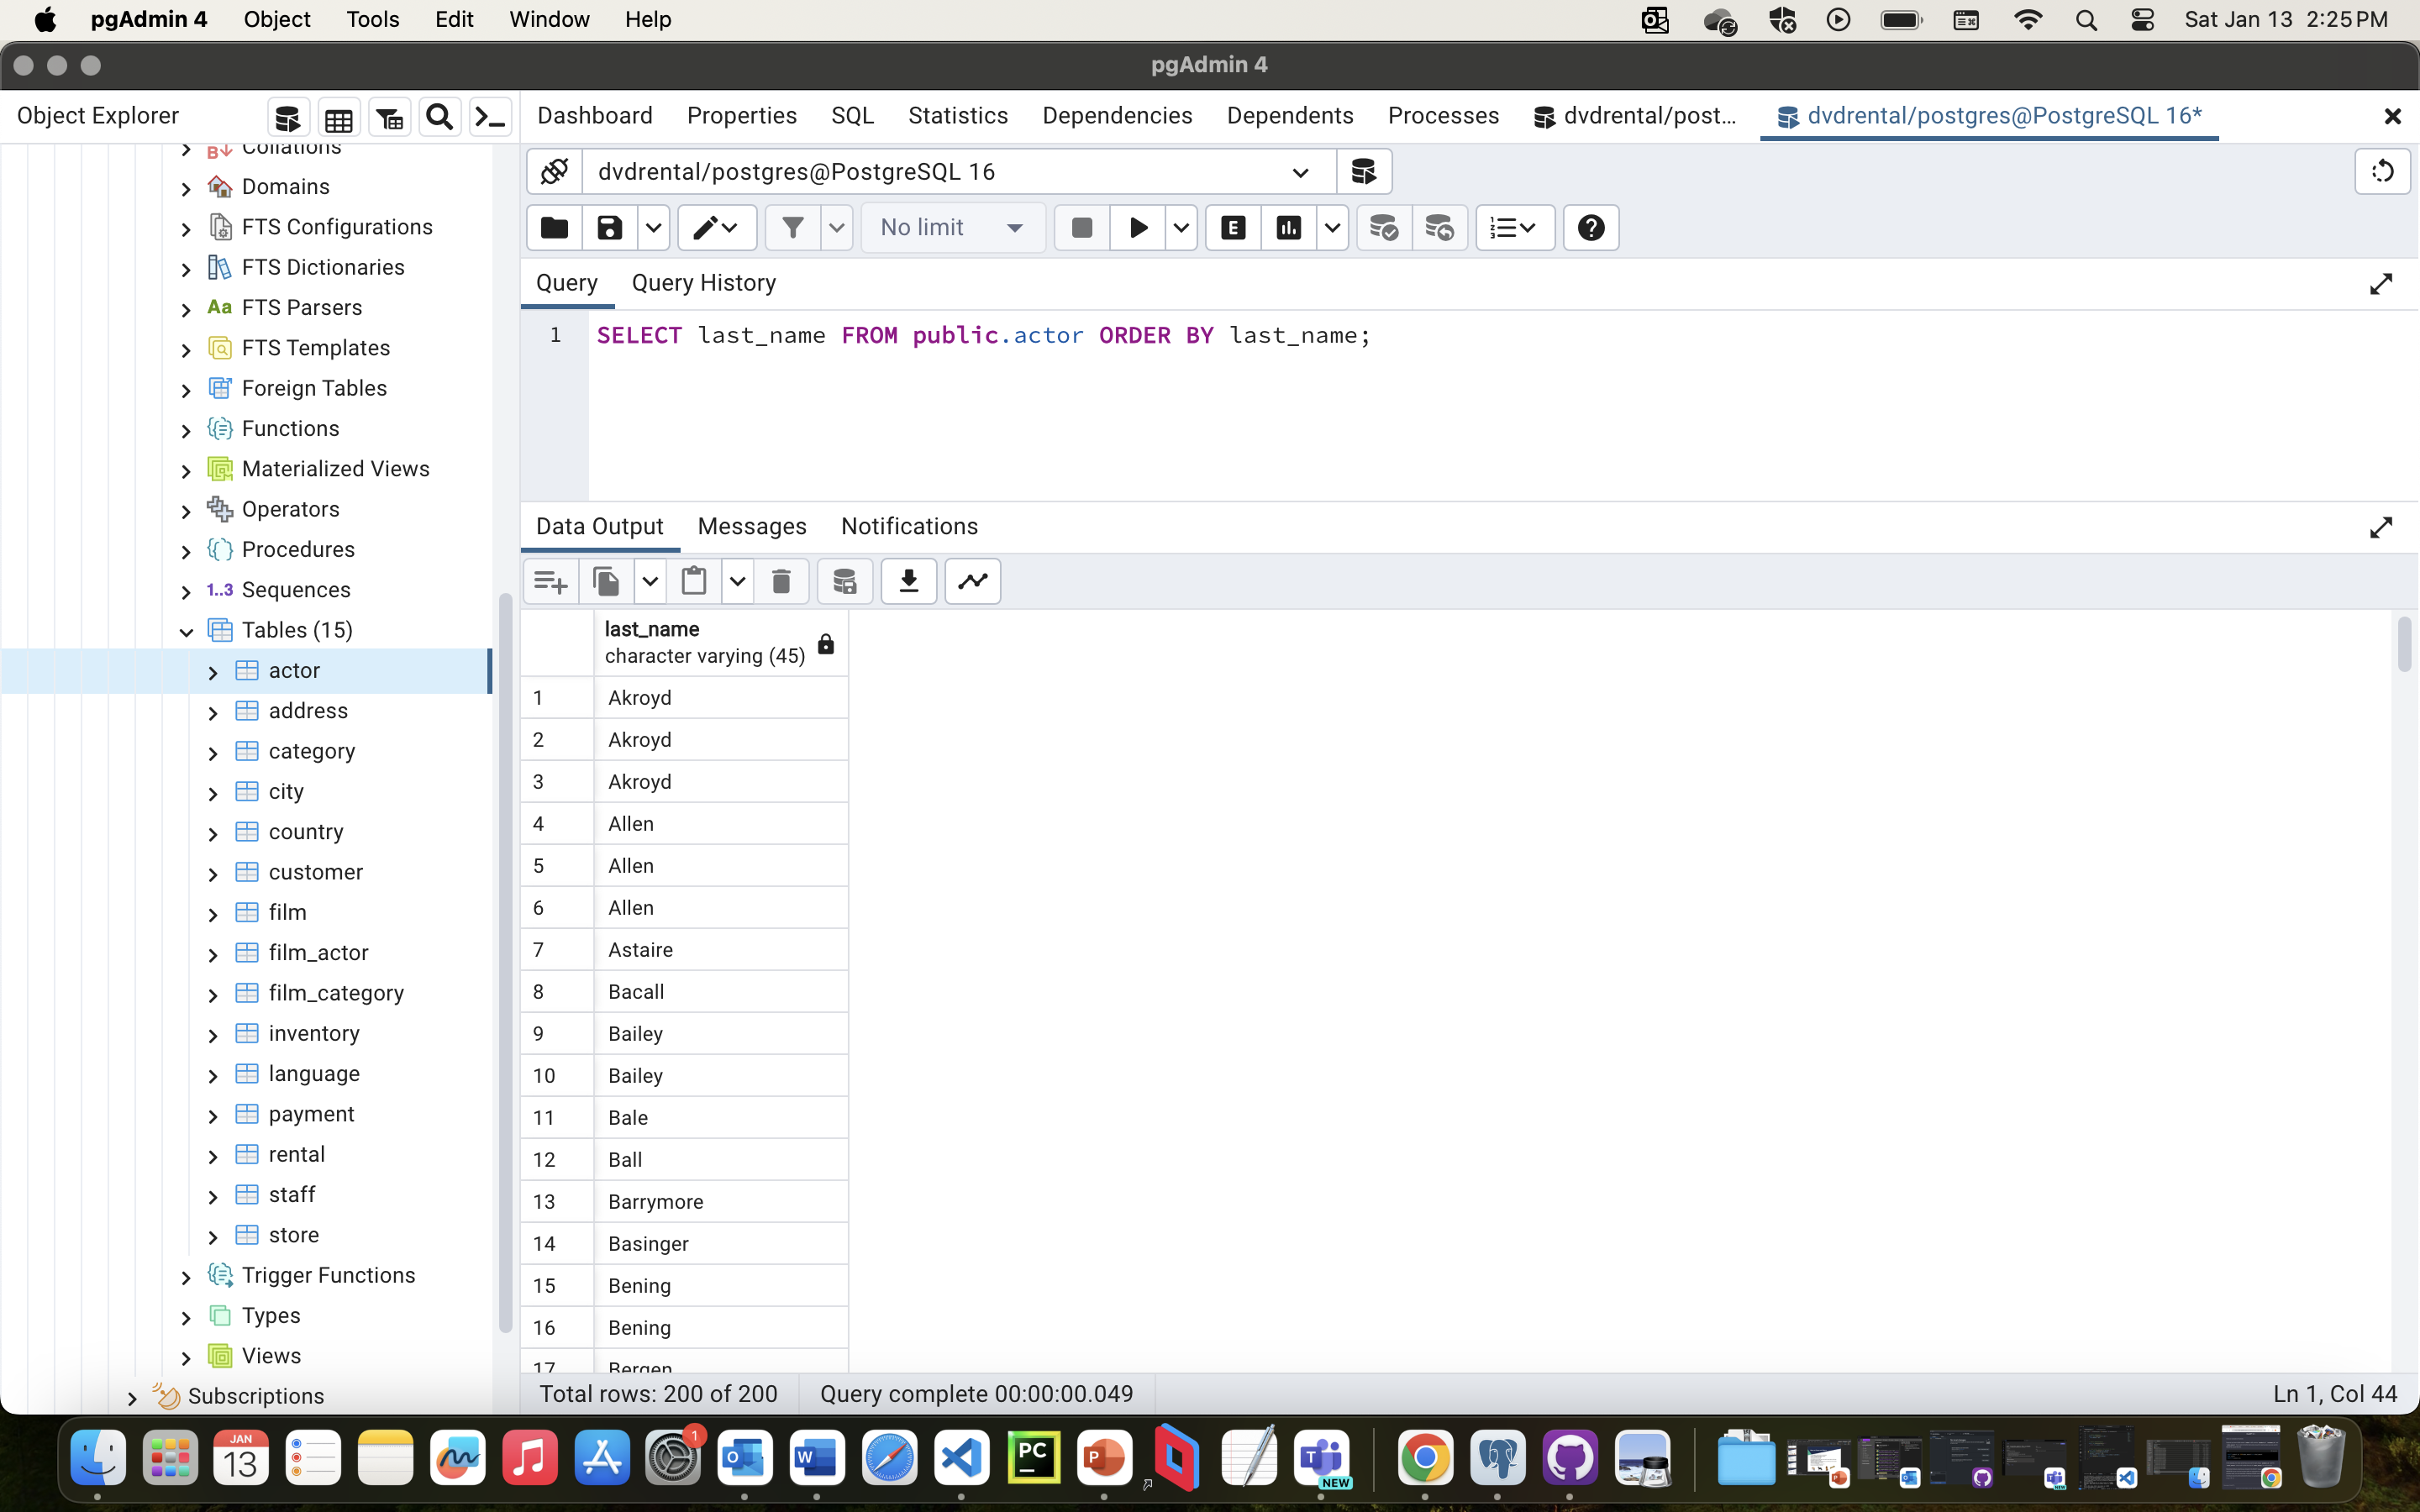 pgAdmin 4 Object Tools Edit Window Help Sat Jan 13 2:25 PM
pgAdmin 4
Object Explorer
Dashboard Properties SQL Statistics Dependencies Dependents Processes dvdrental/post... dvdrental/postgres@PostgreSQL 16*
Collations
Domains
FTS Configurations
FTS Dictionaries
Aa FTS Parsers
FTS Templates
Foreign Tables
Functions
Materialized Views
Operators
Procedures
1..3 Sequences
Tables (15)
actor
address
category
city
country
customer
film
film_actor
film_category
inventory
language
payment
rental
staff
store
Trigger Functions
Types
Views
Subscriptions
dvdrental/postgres@PostgreSQL 16
No limit
E
Query Query History
1 SELECT last_name FROM public.actor ORDER BY last_name;
Data Output Messages Notifications
last_name
character varying (45)
1 Akroyd
2 Akroyd
3 Akroyd
4 Allen
5 Allen
6 Allen
7 Astaire
8 Bacall
9 Bailey
10 Bailey
11 Bale
12 Ball
13 Barrymore
14 Basinger
15 Bening
16 Bening
17 Bergen
Total rows: 200 of 200 Query complete 00:00:00.049 Ln 1, Col 44
JAN
13
1
O
W
PC
P
T
NEW